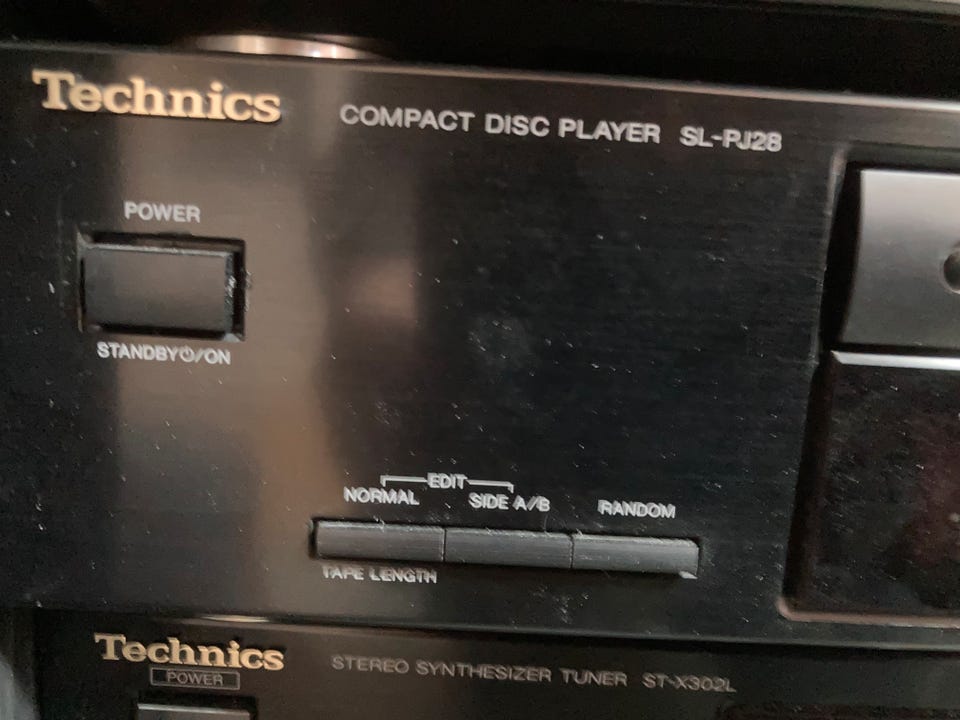 Technics
COMPACT DISC PLAYER SL-PJ28
POWER
STANDBY⏻/ON
EDIT
NORMAL SIDE A/B RANDOM
TAPE LENGTH
Technics
POWER
STEREO SYNTHESIZER TUNER ST-X302L